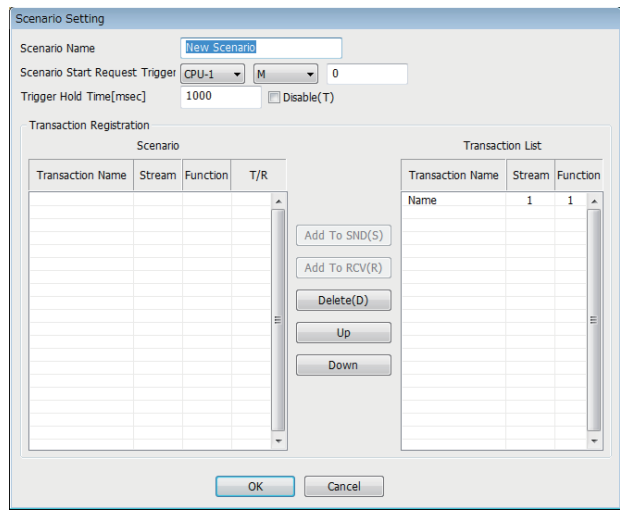 Scenario Setting
Scenario Name New Scenario
Scenario Start Request Trigger CPU-1 M 0
Trigger Hold Time[msec] 1000 Disable(T)
Transaction Registration
Scenario Transaction List
Transaction Name Stream Function T/R Transaction Name Stream Function
Name 1 1
Add To SND(S)
Add To RCV(R)
Delete(D)
Up
Down
OK Cancel